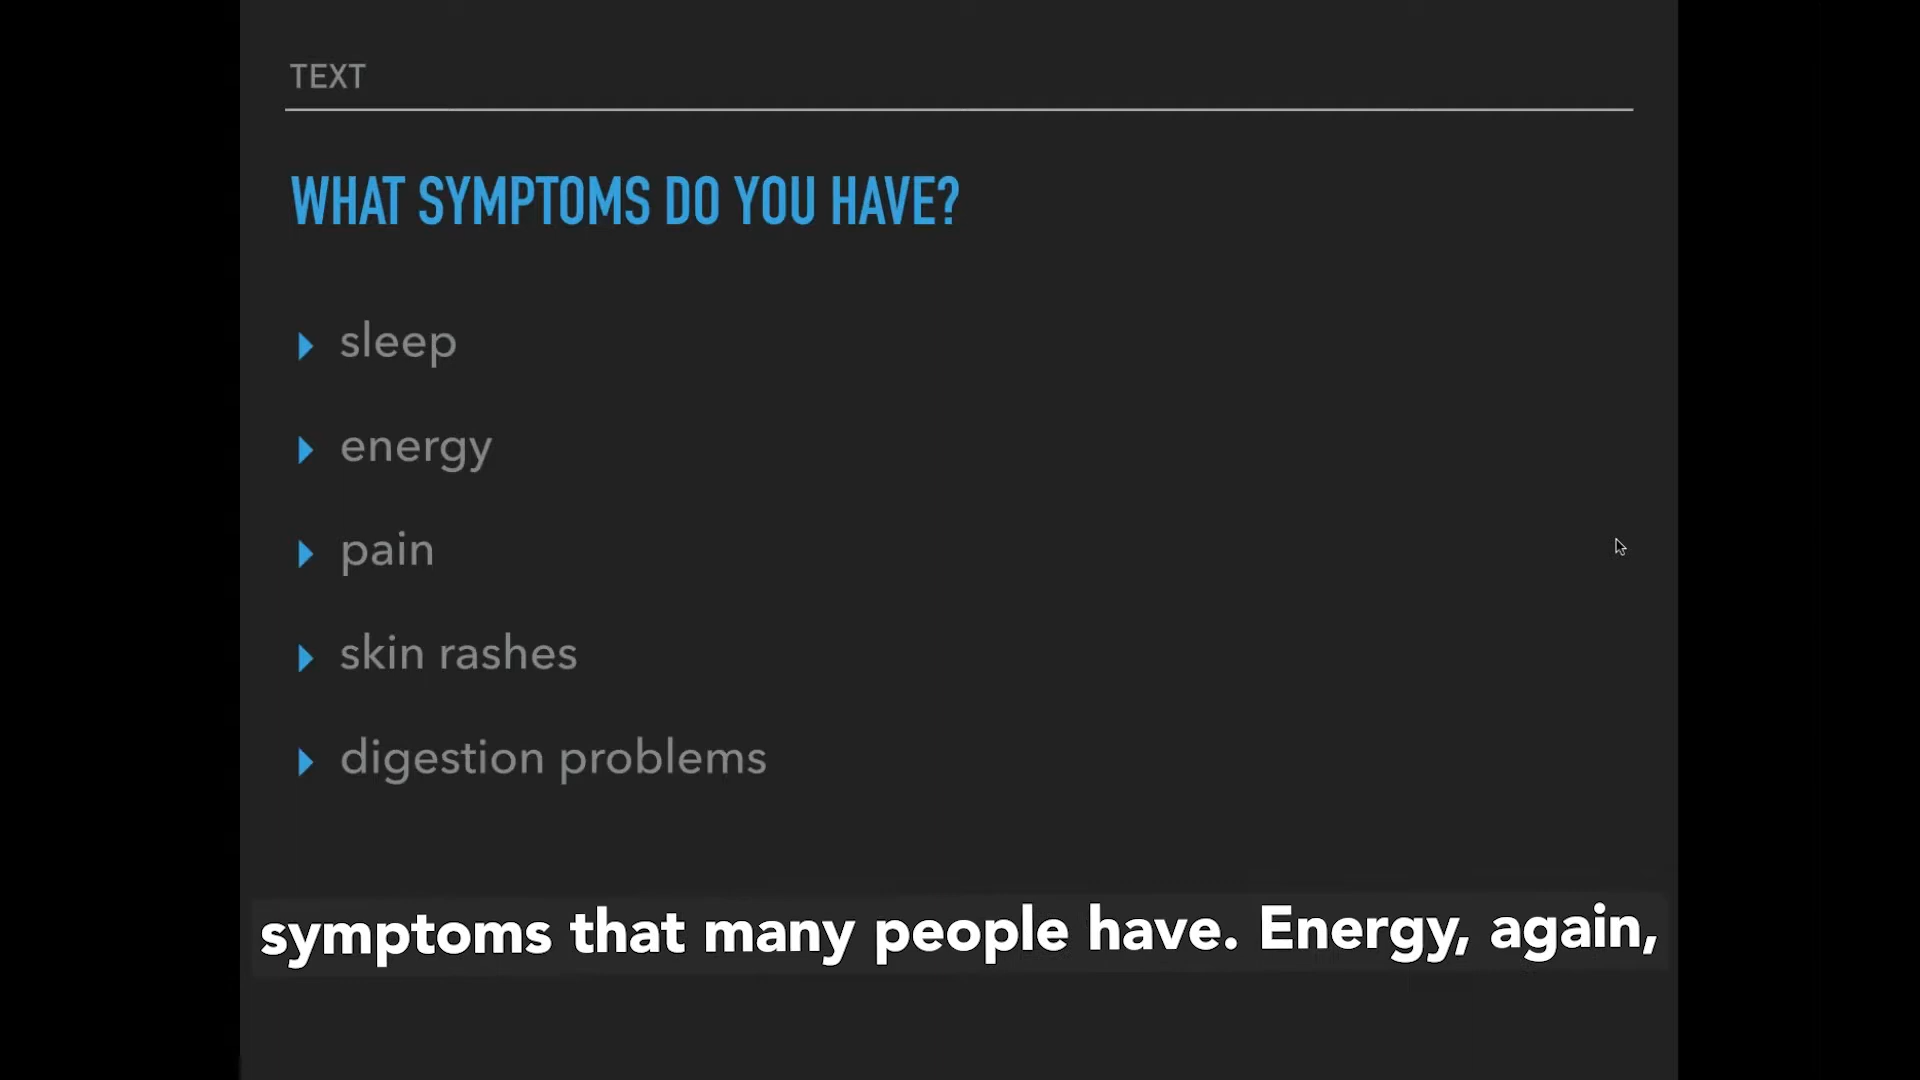 TEXT
WHAT SYMPTOMS DO YOU HAVE?
sleep
energy
pain
skin rashes
digestion problems
symptoms that many people have. Energy, again,